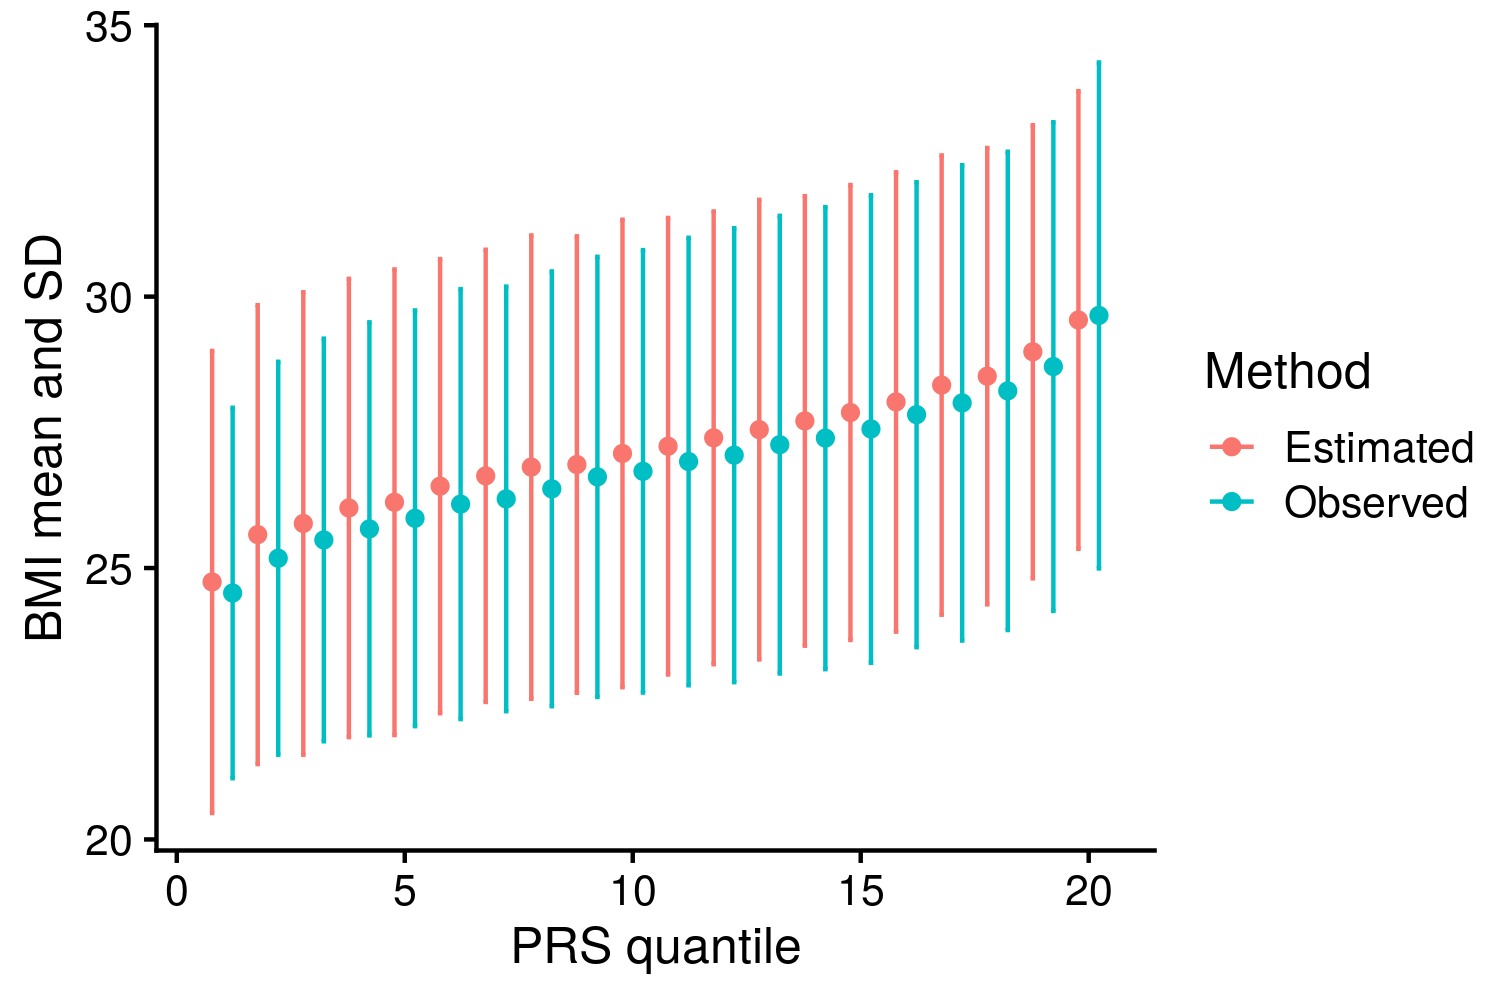 35
30
25
20
BMI mean and SD
0 5 10 15 20
PRS quantile
Method
Estimated
Observed